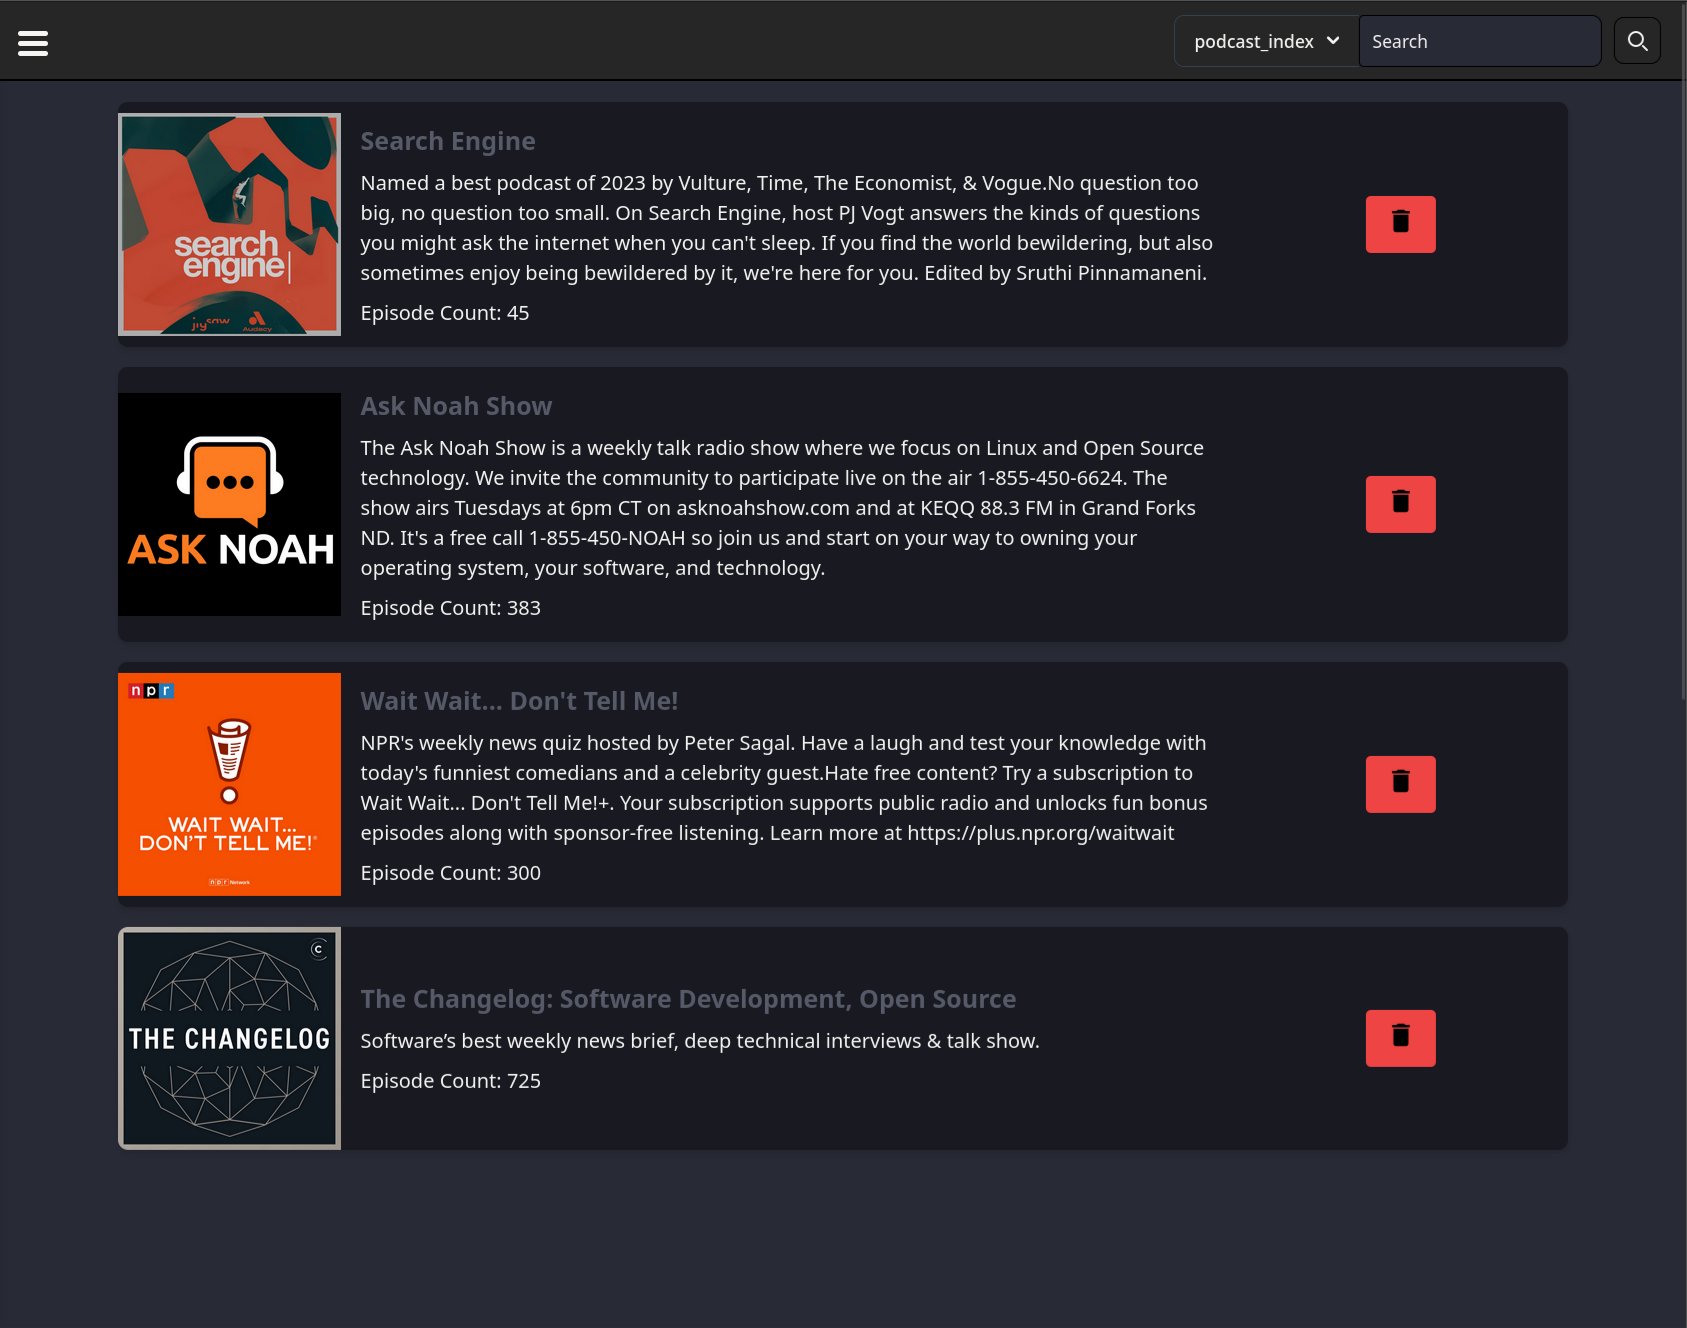 podcast_index
Search
search
engine
jigsaw
Audacy
Search Engine
Named a best podcast of 2023 by Vulture, Time, The Economist, & Vogue.No question too
big, no question too small. On Search Engine, host PJ Vogt answers the kinds of questions
you might ask the internet when you can't sleep. If you find the world bewildering, but also
sometimes enjoy being bewildered by it, we're here for you. Edited by Sruthi Pinnamaneni.
Episode Count: 45
ASK NOAH
Ask Noah Show
The Ask Noah Show is a weekly talk radio show where we focus on Linux and Open Source
technology. We invite the community to participate live on the air 1-855-450-6624. The
show airs Tuesdays at 6pm CT on asknoahshow.com and at KEQQ 88.3 FM in Grand Forks
ND. It's a free call 1-855-450-NOAH so join us and start on your way to owning your
operating system, your software, and technology.
Episode Count: 383
npr
WAIT WAIT...
DON'T TELL ME!
npr Network
Wait Wait... Don't Tell Me!
NPR's weekly news quiz hosted by Peter Sagal. Have a laugh and test your knowledge with
today's funniest comedians and a celebrity guest.Hate free content? Try a subscription to
Wait Wait... Don't Tell Me!+. Your subscription supports public radio and unlocks fun bonus
episodes along with sponsor-free listening. Learn more at https://plus.npr.org/waitwait
Episode Count: 300
C
THE CHANGELOG
The Changelog: Software Development, Open Source
Software’s best weekly news brief, deep technical interviews & talk show.
Episode Count: 725